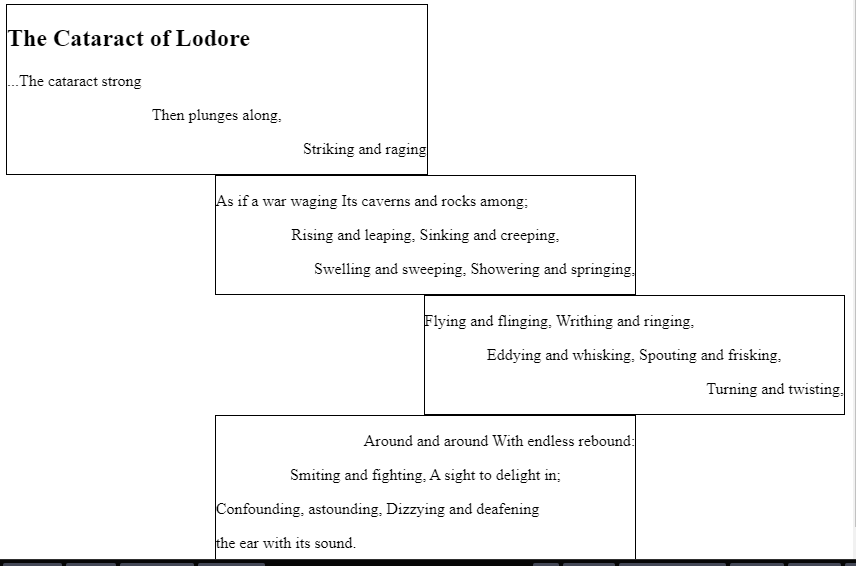 The Cataract of Lodore
...The cataract strong
Then plunges along,
Striking and raging
As if a war waging Its caverns and rocks among;
Rising and leaping, Sinking and creeping,
Swelling and sweeping, Showering and springing,
Flying and flinging, Writhing and ringing,
Eddying and whisking, Spouting and frisking,
Turning and twisting,
Around and around With endless rebound:
Smiting and fighting, A sight to delight in;
Confounding, astounding, Dizzying and deafening
the ear with its sound.